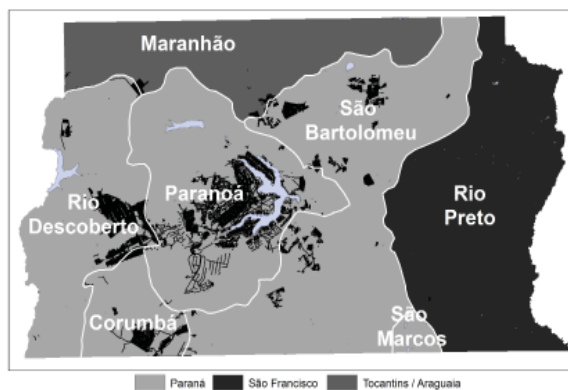 Maranhão
São
Bartolomeu
Paranoá
Rio
Descoberto
Rio
Preto
Corumbá
São
Marcos
Paraná São Francisco Tocantins / Araguaia